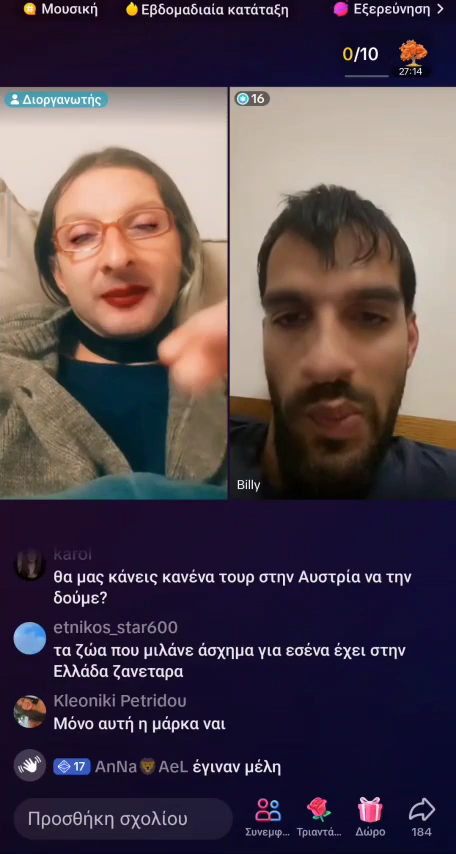 Μουσική
Εβδομαδιαία κατάταξη
Εξερεύνηση >
0/10
27:14
Διοργανωτής
16
Billy
karol
θα μας κάνεις κανένα τουρ στην Αυστρία να την
δούμε?
etnikos_star600
τα ζώα που μιλάνε άσχημα για εσένα έχει στην
Ελλάδα ζανεταρα
Kleoniki Petridou
Μόνο αυτή η μάρκα ναι
17 AnNa🦁AeL έγιναν μέλη
Προσθήκη σχολίου
Συνεμφ... Τριαντά... Δώρο 184